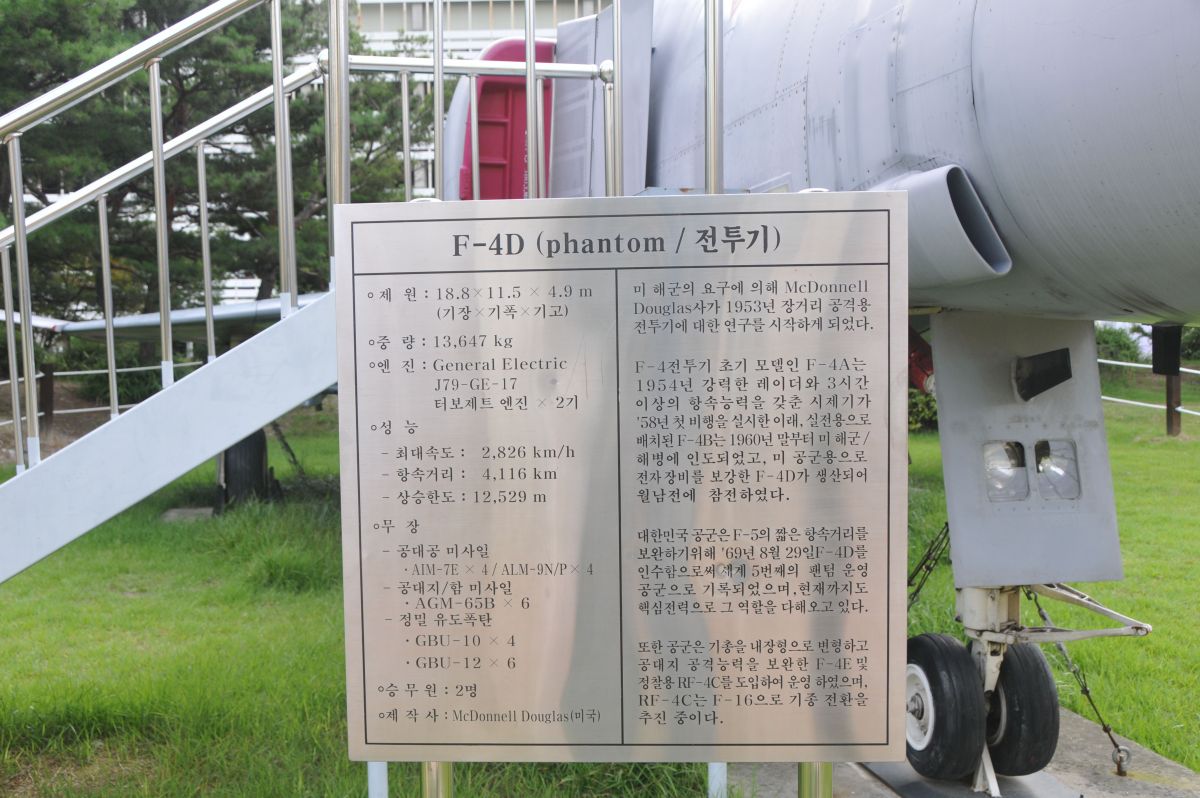 F-4D (phantom / 전투기)
○제 원 : 18.8×11.5 × 4.9 m
(기장×기폭×기고)
○중 량 : 13,647 kg
○엔 진 : General Electric
J79-GE-17
터보제트 엔진 × 2기
○성 능
- 최대속도 : 2,826 km/h
- 항속거리 : 4,116 km
- 상승한도 : 12,529 m
○무 장
- 공대공 미사일
· AIM-7E × 4 / ALM-9N/P × 4
- 공대지/함 미사일
· AGM-65B × 6
- 정밀 유도폭탄
· GBU-10 × 4
· GBU-12 × 6
○승 무 원 : 2명
○제 작 사 : McDonnell Douglas(미국)
미 해군의 요구에 의해 McDonnell
Douglas사가 1953년 장거리 공격용
전투기에 대한 연구를 시작하게 되었다.
F-4전투기 초기 모델인 F-4A는
1954년 강력한 레이더와 3시간
이상의 항속능력을 갖춘 시제기가
'58년 첫 비행을 실시한 이래, 실전용으로
배치된 F-4B는 1960년 말부터 미 해군/
해병에 인도되었고, 미 공군용으로
전자장비를 보강한 F-4D가 생산되어
월남전에 참전하였다.
대한민국 공군은 F-5의 짧은 항속거리를
보완하기위해 '69년 8월 29일F-4D를
인수함으로써 세계 5번째의 팬텀 운영
공군으로 기록되었으며, 현재까지도
핵심전력으로 그 역할을 다해오고 있다.
또한 공군은 기총을 내장형으로 변형하고
공대지 공격능력을 보완한 F-4E 및
정찰용 RF-4C를 도입하여 운영 하였으며,
RF-4C는 F-16으로 기종 전환을
추진 중이다.